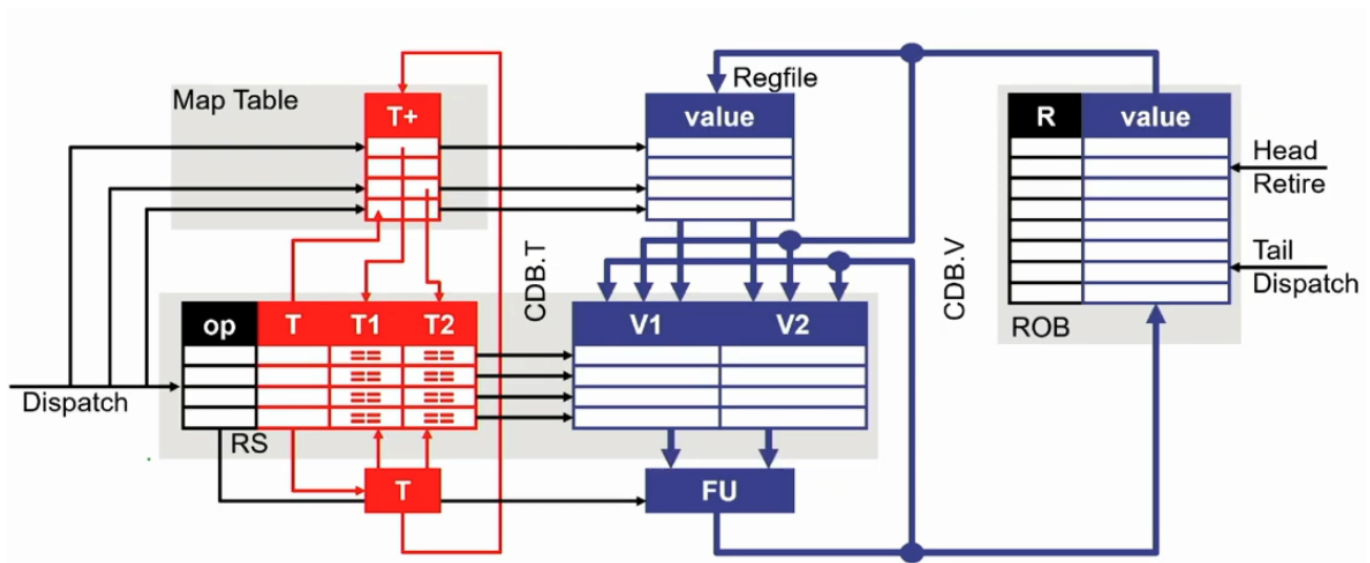 Map Table
T+
Regfile
value
R
value
Head
Retire
Tail
Dispatch
ROB
CDB.T
CDB.V
op
T
T1
T2
==
==
==
==
==
==
==
==
V1
V2
Dispatch
RS
T
FU